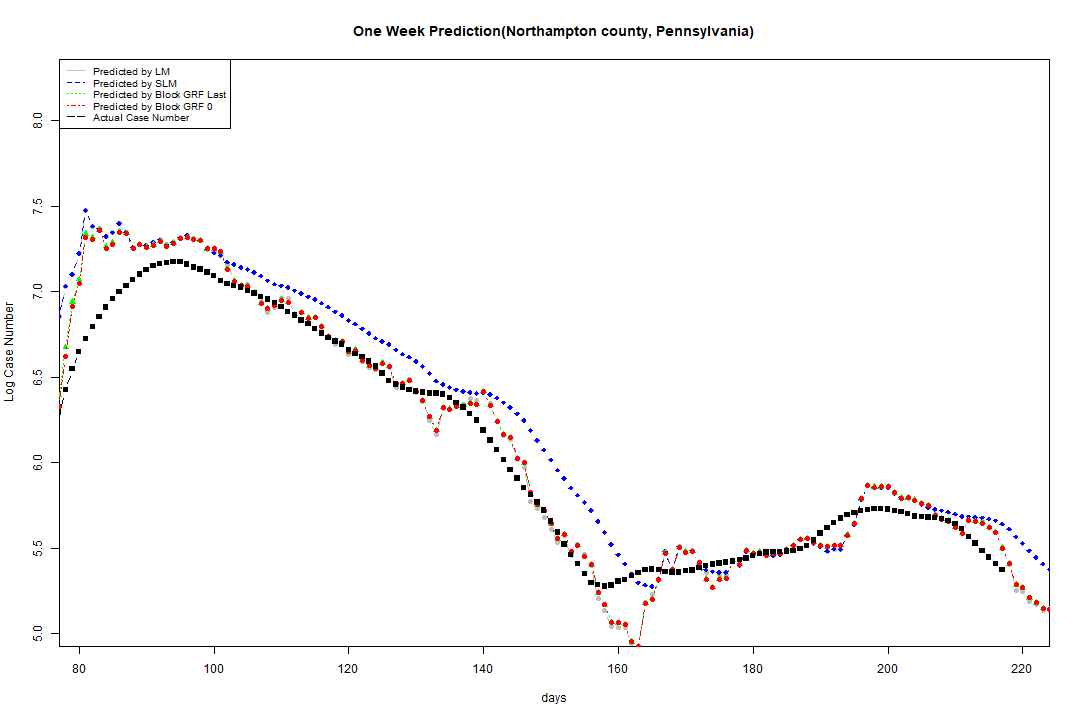 One Week Prediction(Northampton county, Pennsylvania)
Predicted by LM
Predicted by SLM
Predicted by Block GRF Last
Predicted by Block GRF 0
Actual Case Number
8.0
7.5
7.0
6.5
6.0
5.5
5.0
Log Case Number
80 100 120 140 160 180 200 220
days